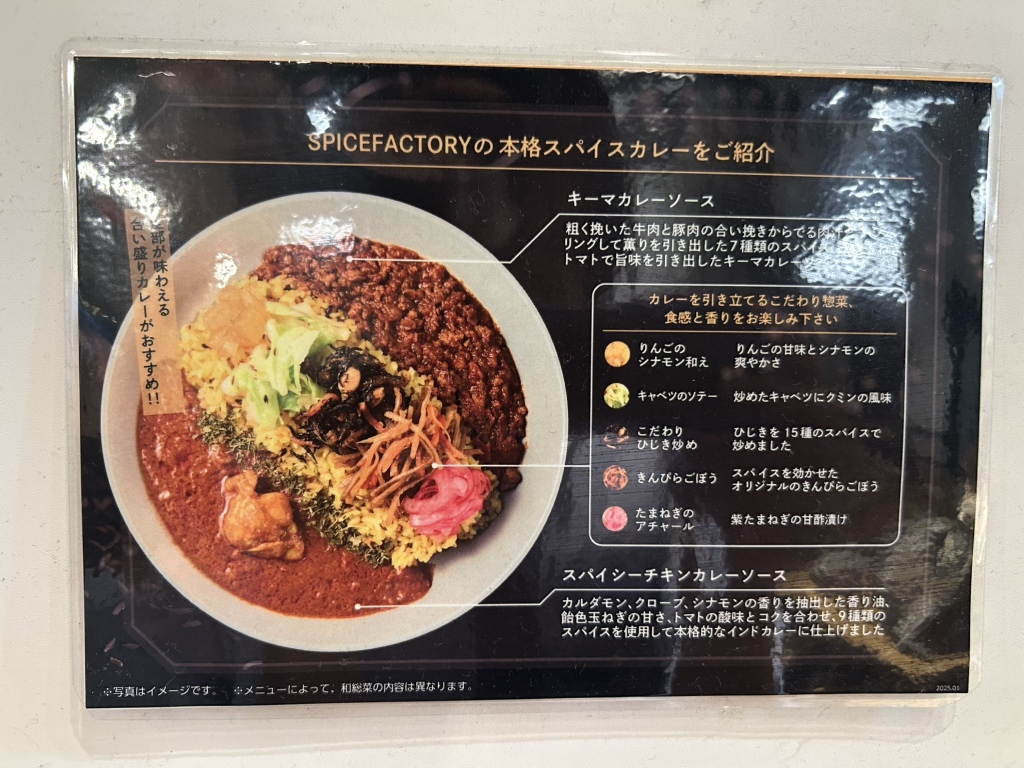 SPICEFACTORYの本格スパイスカレーをご紹介
部が味わえる
合い盛りカレーがおすすめ!!
キーマカレーソース
粗く挽いた牛肉と豚肉の合い挽きからでる肉
リングして薫りを引き出した7種類のスパイ
トマトで旨味を引き出したキーマカレー
カレーを引き立てるこだわり惣菜、
食感と香りをお楽しみ下さい
りんごの
シナモン和え
りんごの甘味とシナモンの
爽やかさ
キャベツのソテー
炒めたキャベツにクミンの風味
こだわり
ひじき炒め
ひじきを15種のスパイスで
炒めました
きんぴらごぼう
スパイスを効かせた
オリジナルのきんぴらごぼう
たまねぎの
アチャール
紫たまねぎの甘酢漬け
スパイシーチキンカレーソース
カルダモン、クローブ、シナモンの香りを抽出した香り油、
飴色玉ねぎの甘さ、トマトの酸味とコクを合わせ、9種類の
スパイスを使用して本格的なインドカレーに仕上げました
※写真はイメージです。 ※メニューによって、和総菜の内容は異なります。
2025.01